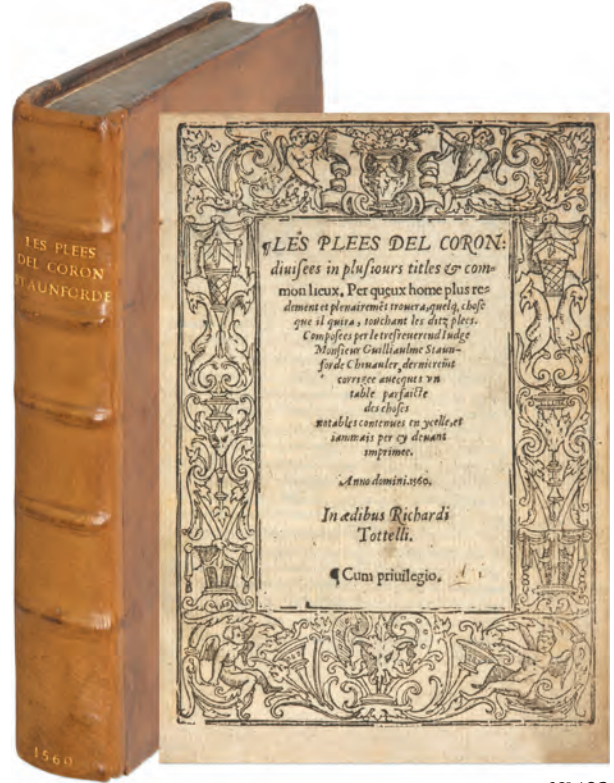 LES PLEES
DEL CORON
STAUNFORDE
1560
¶LES PLEES DEL CORON:
diuisees in plusiours titles & com-
mon lieux. Per queux home plus re-
dement et plenairemēt trouera, quelq, chose
que il quira, touchant les ditz plees.
Composees per le tresreuerend Iudge
Monsieur Guilliaulme Staun-
forde Cheualer, dernieremēt
corrigee auecques vn
table parfaicte
des choses
notables contenues en ycelle, et
iammais per cy deuant
imprimee.
Anno domini. 1560.
In ædibus Richardi
Tottelli.
¶Cum priuilegio.